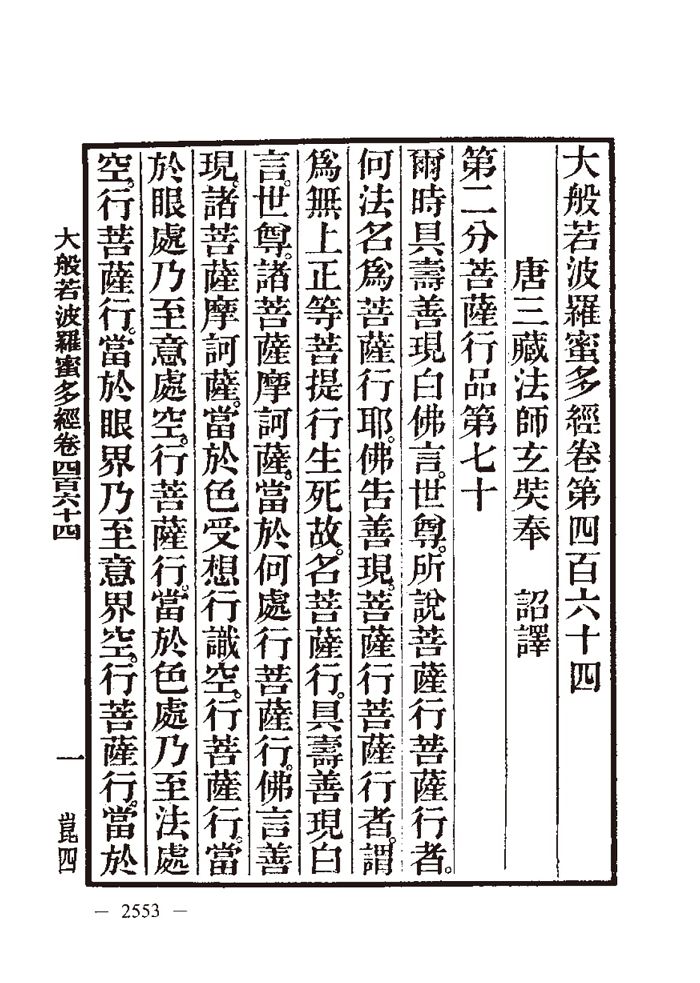 大般若波羅蜜多經卷第四百六十四
唐三藏法師玄奘奉　詔譯
第二分菩薩行品第七十
爾時具壽善現白佛言。世尊。所說菩薩行菩薩行者。
何法名為菩薩行耶。佛告善現。菩薩行菩薩行者。謂
為無上正等菩提行生死故。名菩薩行。具壽善現白
言。世尊。諸菩薩摩訶薩。當於何處行菩薩行。佛言善
現。諸菩薩摩訶薩。當於色受想行識空。行菩薩行。當
於眼處乃至意處空。行菩薩行。當於色處乃至法處
空。行菩薩行。當於眼界乃至意界空。行菩薩行。當於
大般若波羅蜜多經卷四百六十四　一　崑四
— 2553 —